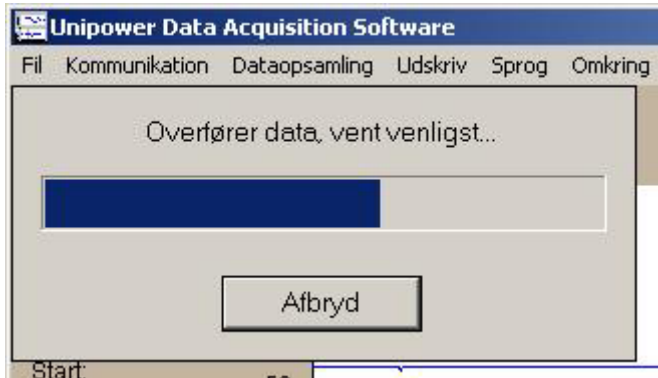 Unipower Data Acquisition Software
Fil Kommunikation Dataopsamling Udskriv Sprog Omkring
Overfører data, vent venligst...
Afbryd
Start: